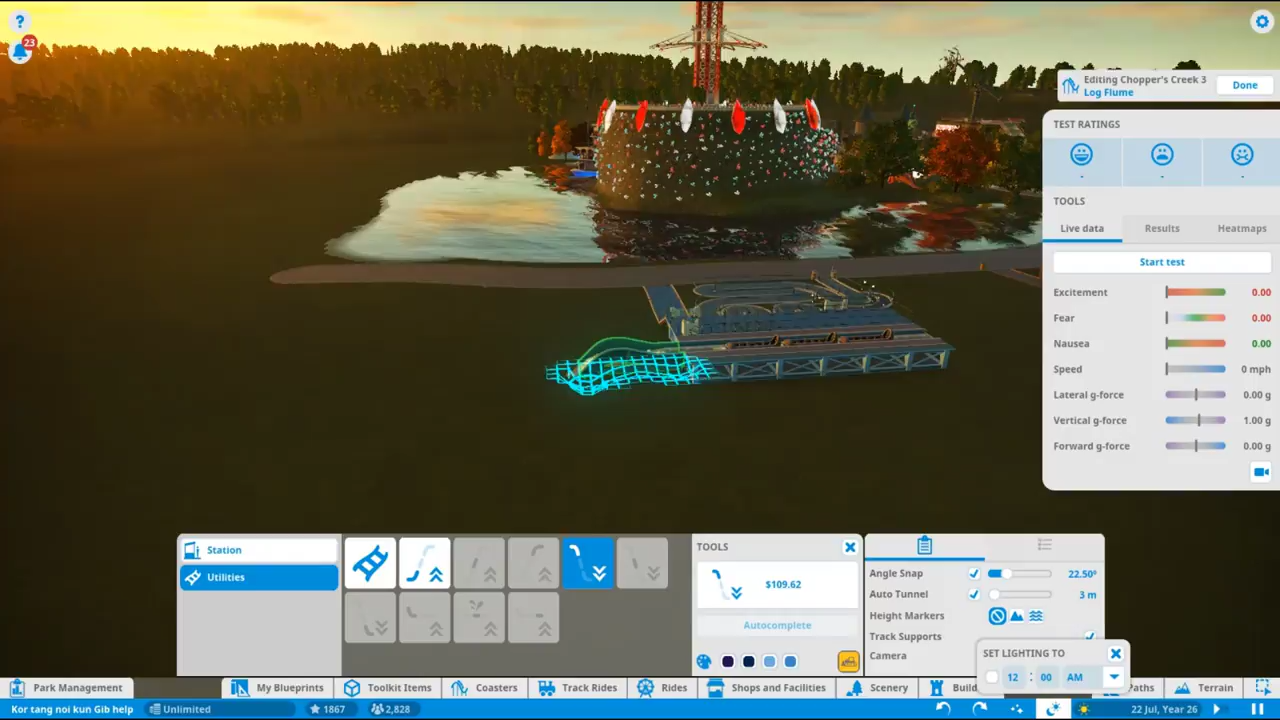 ?
23
Editing Chopper's Creek 3
Log Flume
Done
TEST RATINGS
-
-
-
TOOLS
Live data
Results
Heatmaps
Start test
Excitement 0.00
Fear 0.00
Nausea 0.00
Speed 0 mph
Lateral g-force 0.00 g
Vertical g-force 1.00 g
Forward g-force 0.00 g
Station
Utilities
TOOLS
$109.62
Autocomplete
Angle Snap 22.50°
Auto Tunnel 3 m
Height Markers
Track Supports
Camera
SET LIGHTING TO
12 : 00 AM
Park Management
My Blueprints
Toolkit Items
Coasters
Track Rides
Rides
Shops and Facilities
Scenery
Build
Paths
Terrain
Kor tang noi kun Gib help
Unlimited
1867
2,828
22 Jul, Year 26